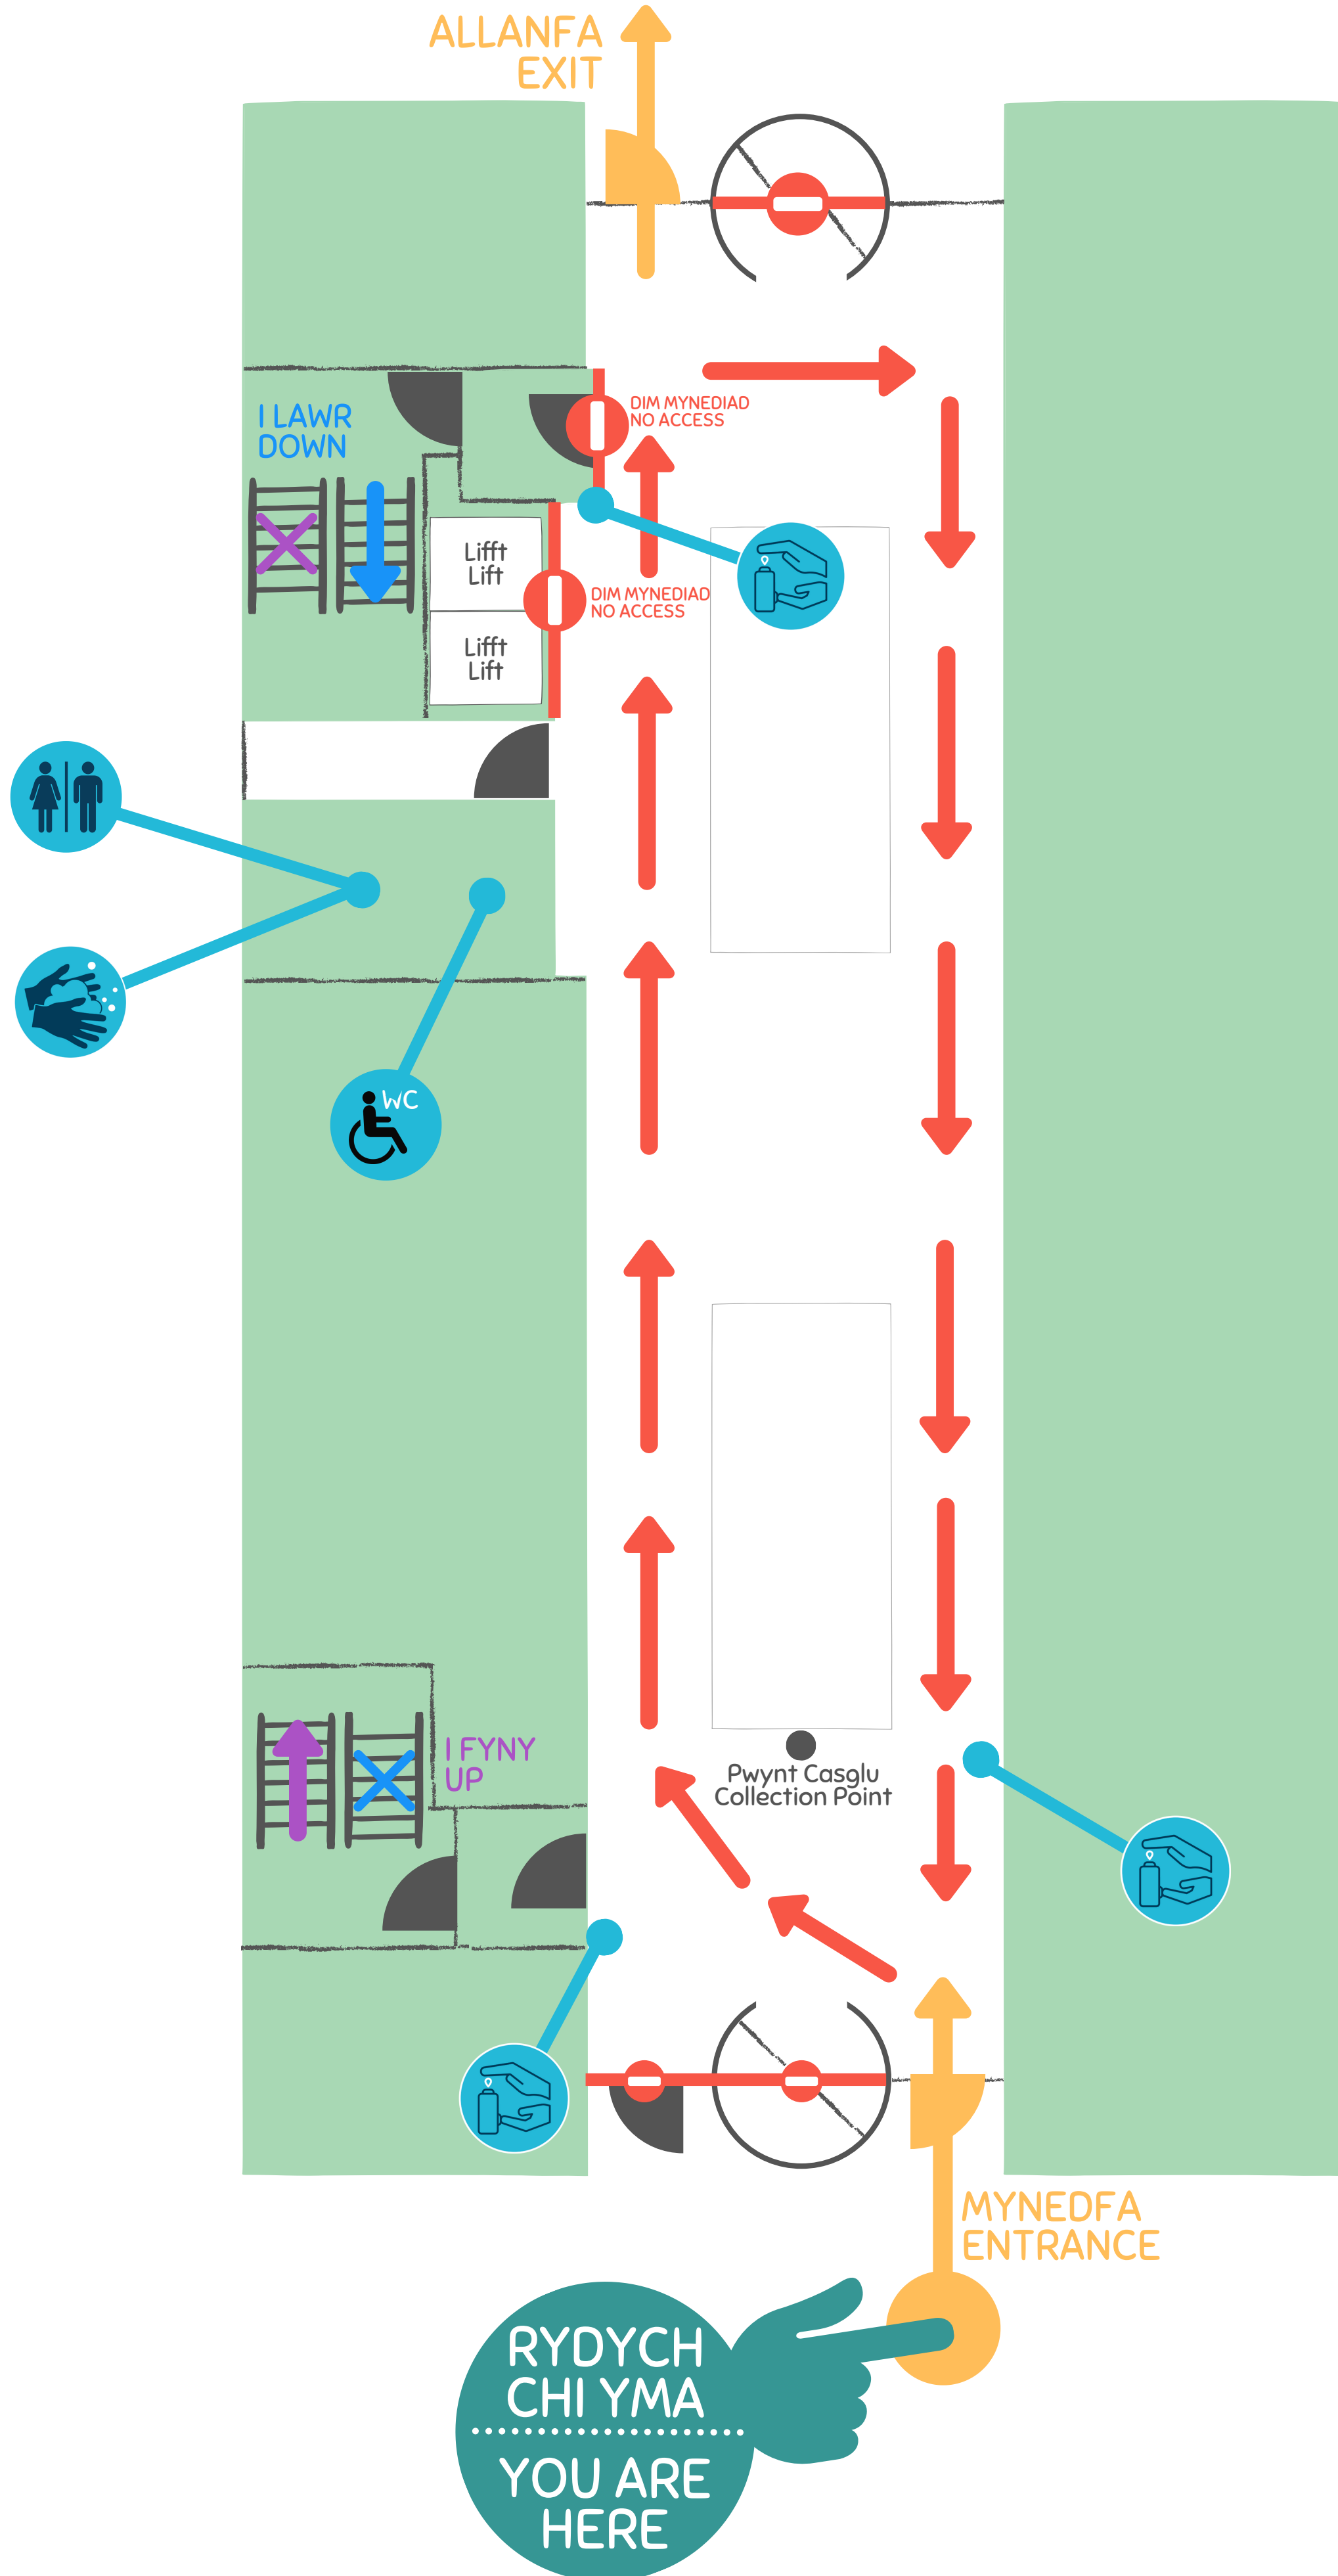 ALLANFA
EXIT
DIM MYNEDIAD
NO ACCESS
I LAWR
DOWN
Lifft
Lift
DIM MYNEDIAD
NO ACCESS
Lifft
Lift
WC
I FYNY
UP
Pwynt Casglu
Collection Point
MYNEDFA
ENTRANCE
RYDYCH
CHI YMA
YOU ARE
HERE